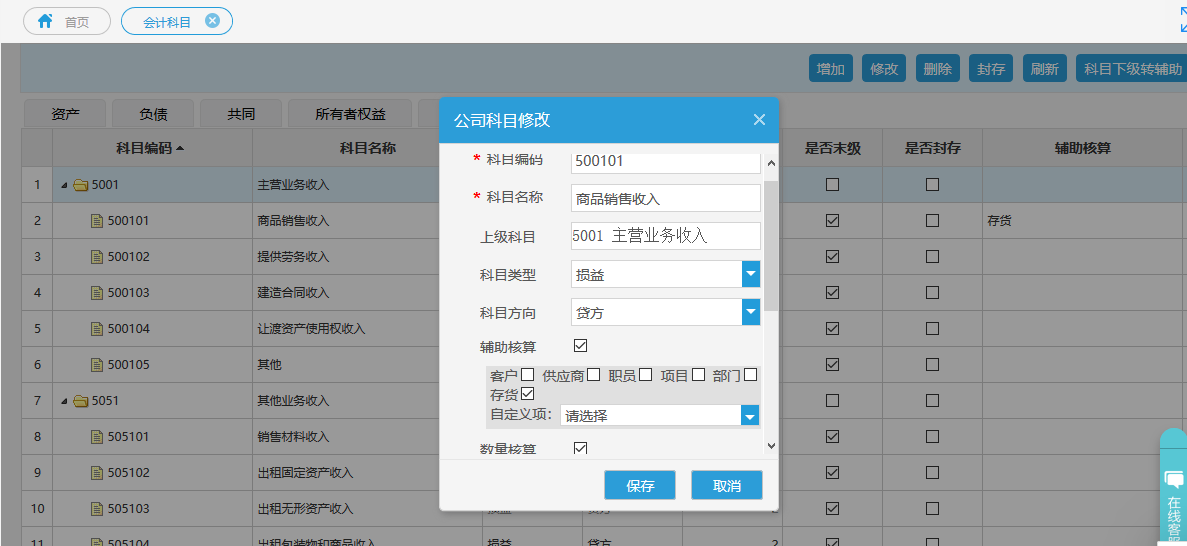 首页 会计科目
增加 修改 删除 封存 刷新 科目下级转辅助
资产 负债 共同 所有者权益
科目编码 科目名称 是否末级 是否封存 辅助核算
1 5001 主营业务收入
2 500101 商品销售收入 存货
3 500102 提供劳务收入
4 500103 建造合同收入
5 500104 让渡资产使用权收入
6 500105 其他
7 5051 其他业务收入
8 505101 销售材料收入
9 505102 出租固定资产收入
10 505103 出租无形资产收入 损益 贷方 2
11 505104 出租包装物和商品收入 损益 贷方 2
公司科目修改
* 科目编码 500101
* 科目名称 商品销售收入
上级科目 5001 主营业务收入
科目类型 损益
科目方向 贷方
辅助核算
客户 供应商 职员 项目 部门
存货
自定义项： 请选择
数量核算
保存 取消
在线客服